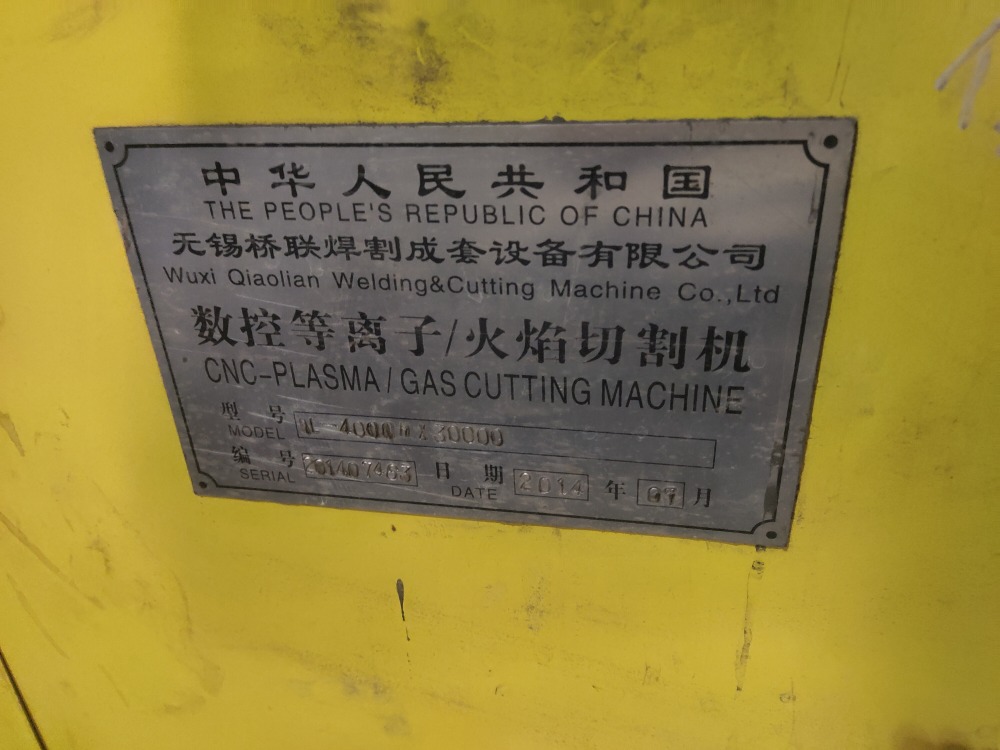 中华人民共和国
THE PEOPLE'S REPUBLIC OF CHINA
无锡桥联焊割成套设备有限公司
Wuxi Qiaolian Welding&Cutting Machine Co.,Ltd
数控等离子/火焰切割机
CNC-PLASMA / GAS CUTTING MACHINE
型 号
MODEL
编 号 201407463 日 期 2014 年 07 月
SERIAL DATE